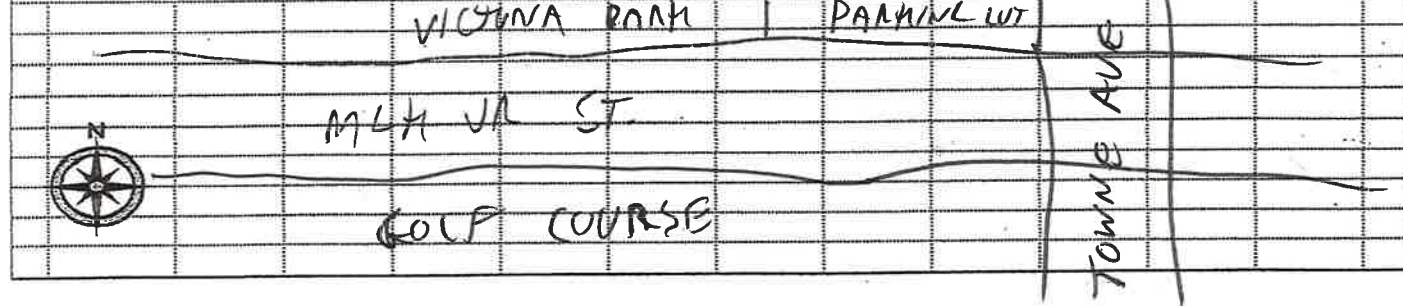 VICTORIA PARK PARKING LOT
MLK JR ST.
N
GOLF COURSE
TOWNE AVE